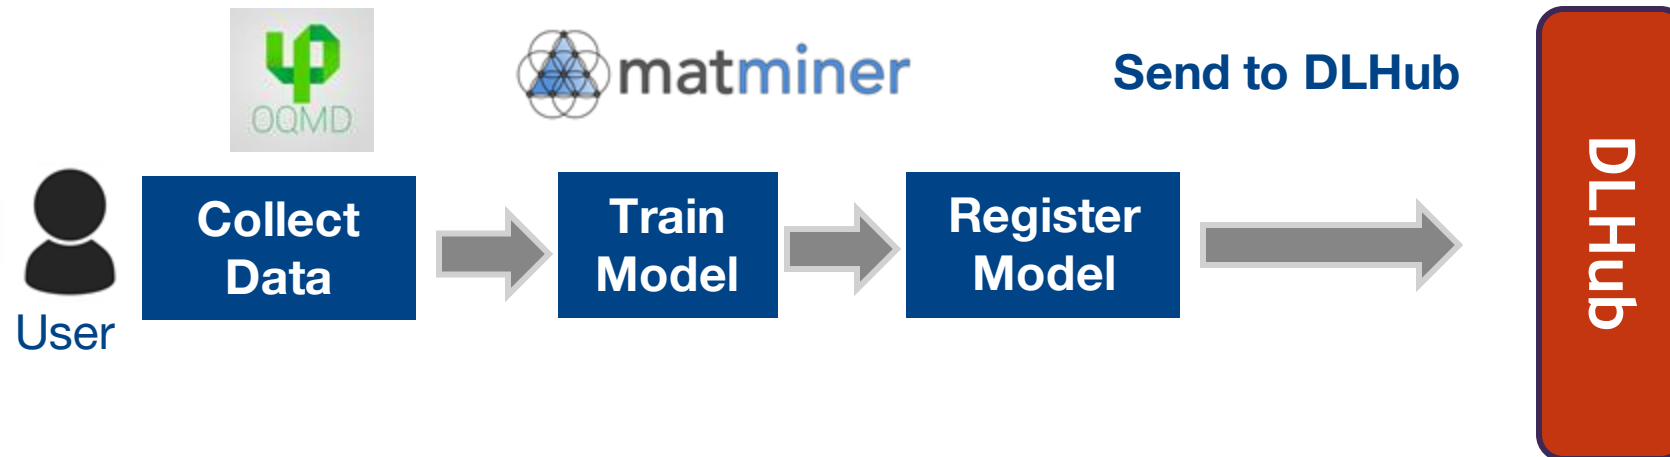 OQMD
matminer
Send to DLHub
Collect
Data
Train
Model
Register
Model
User
DLHub